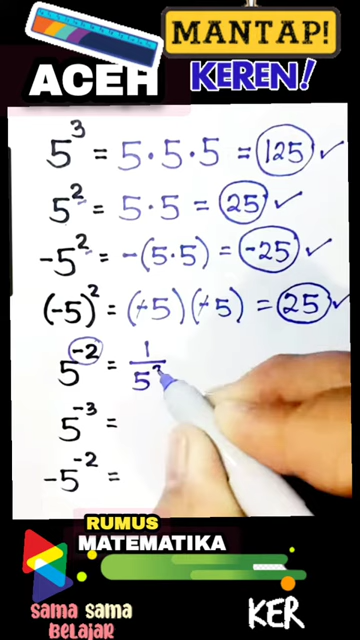 MANTAP!
ACEH KEREN!
5³ = 5·5·5 = 125 ✓
5² = 5·5 = 25 ✓
-5² = -(5·5) = -25 ✓
(-5)² = (-5)(-5) = 25 ✓
5⁻² = 1/5²
5⁻³ =
-5⁻² =
RUMUS
MATEMATIKA
SAMA SAMA
BELAJAR
KER